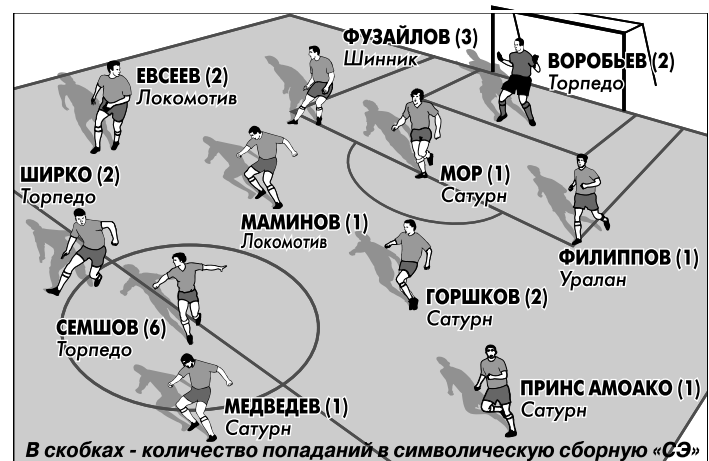 ФУЗАЙЛОВ (3)
Шинник
ВОРОБЬЕВ (2)
Торпедо
ЕВСЕЕВ (2)
Локомотив
ШИРКО (2)
Торпедо
МОР (1)
Сатурн
МАМИНОВ (1)
Локомотив
ФИЛИППОВ (1)
Уралан
ГОРШКОВ (2)
Сатурн
СЕМШОВ (6)
Торпедо
ПРИНС АМОАКО (1)
Сатурн
МЕДВЕДЕВ (1)
Сатурн
В скобках - количество попаданий в символическую сборную «СЭ»